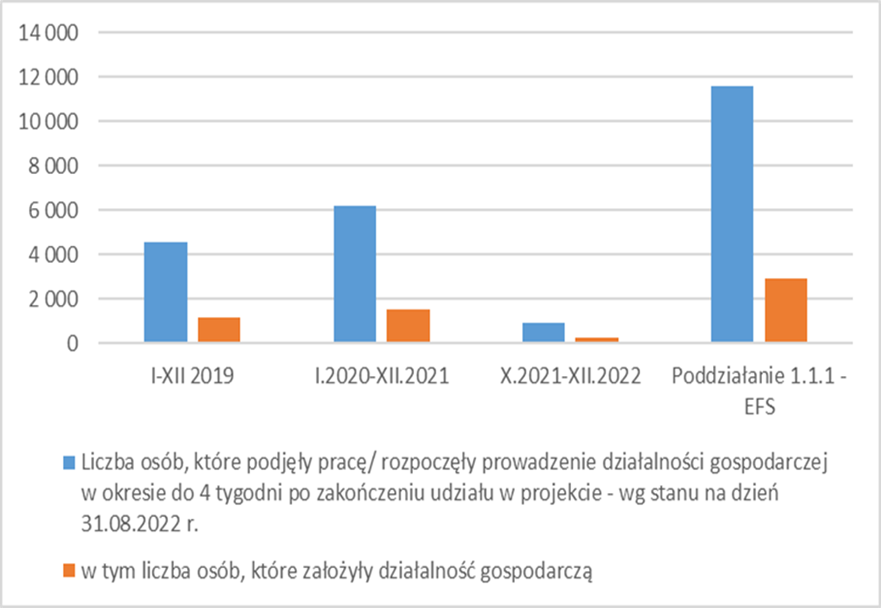 14 000
12 000
10 000
8 000
6 000
4 000
2 000
0
I-XII 2019
I.2020-XII.2021
X.2021-XII.2022
Poddziałanie 1.1.1 -
EFS
Liczba osób, które podjęły pracę/ rozpoczęły prowadzenie działalności gospodarczej
w okresie do 4 tygodni po zakończeniu udziału w projekcie - wg stanu na dzień
31.08.2022 r.
w tym liczba osób, które założyły działalność gospodarczą